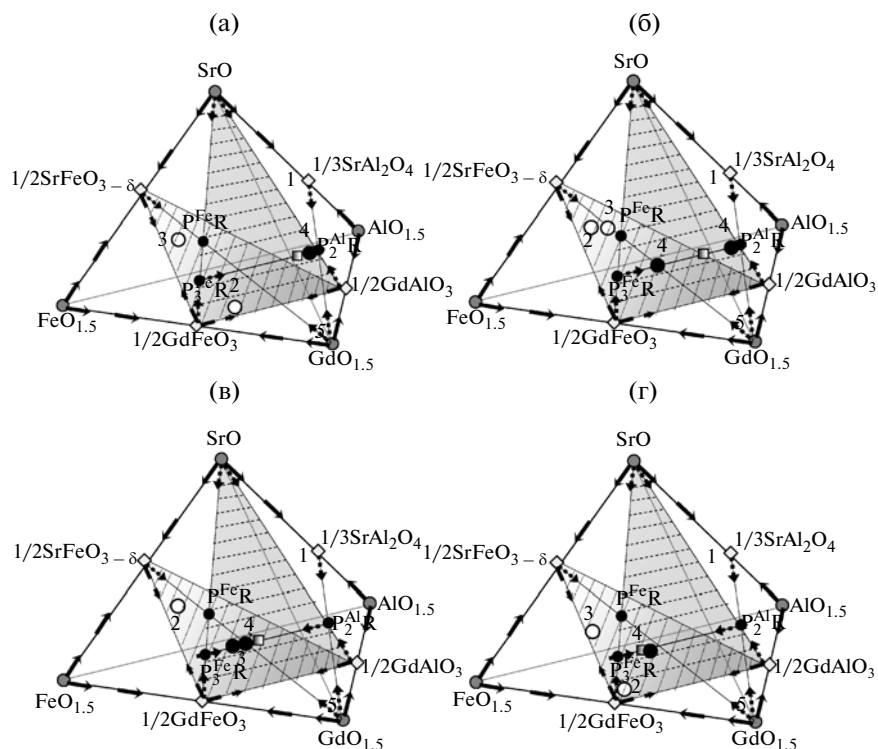 (а)
SrO
1/3SrAl₂O₄
1/2SrFeO₃ ₋ δ
1
AlO₁.₅
3
PᶠᵉR
4
P₂ᴬˡR
P₃ᶠᵉR
2
1/2GdAlO₃
FeO₁.₅
5
1/2GdFeO₃
GdO₁.₅
(б)
SrO
1/3SrAl₂O₄
1/2SrFeO₃ ₋ δ
1
AlO₁.₅
3
2
PᶠᵉR
4
4
P₂ᴬˡR
P₃ᶠᵉR
1/2GdAlO₃
FeO₁.₅
5
1/2GdFeO₃
GdO₁.₅
(в)
SrO
1/3SrAl₂O₄
1/2SrFeO₃ ₋ δ
1
AlO₁.₅
2
PᶠᵉR
4
3
P₂ᴬˡR
P₃ᶠᵉR
1/2GdAlO₃
FeO₁.₅
5
1/2GdFeO₃
GdO₁.₅
(г)
SrO
1/3SrAl₂O₄
1/2SrFeO₃ ₋ δ
1
AlO₁.₅
3
PᶠᵉR
4
P₂ᴬˡR
P₃ᶠᵉR
1/2GdAlO₃
FeO₁.₅
2
5
1/2GdFeO₃
GdO₁.₅